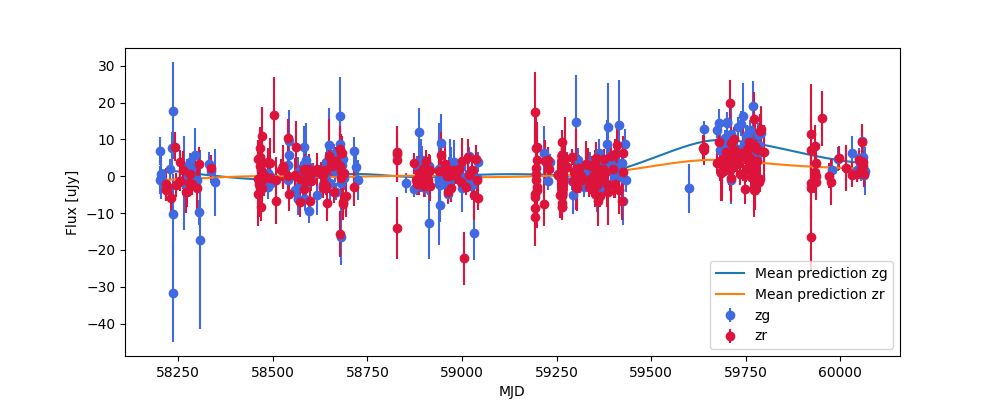 30
20
10
0
−10
−20
−30
−40
Flux [uJy]
58250 58500 58750 59000 59250 59500 59750 60000
MJD
Mean prediction zg
Mean prediction zr
zg
zr